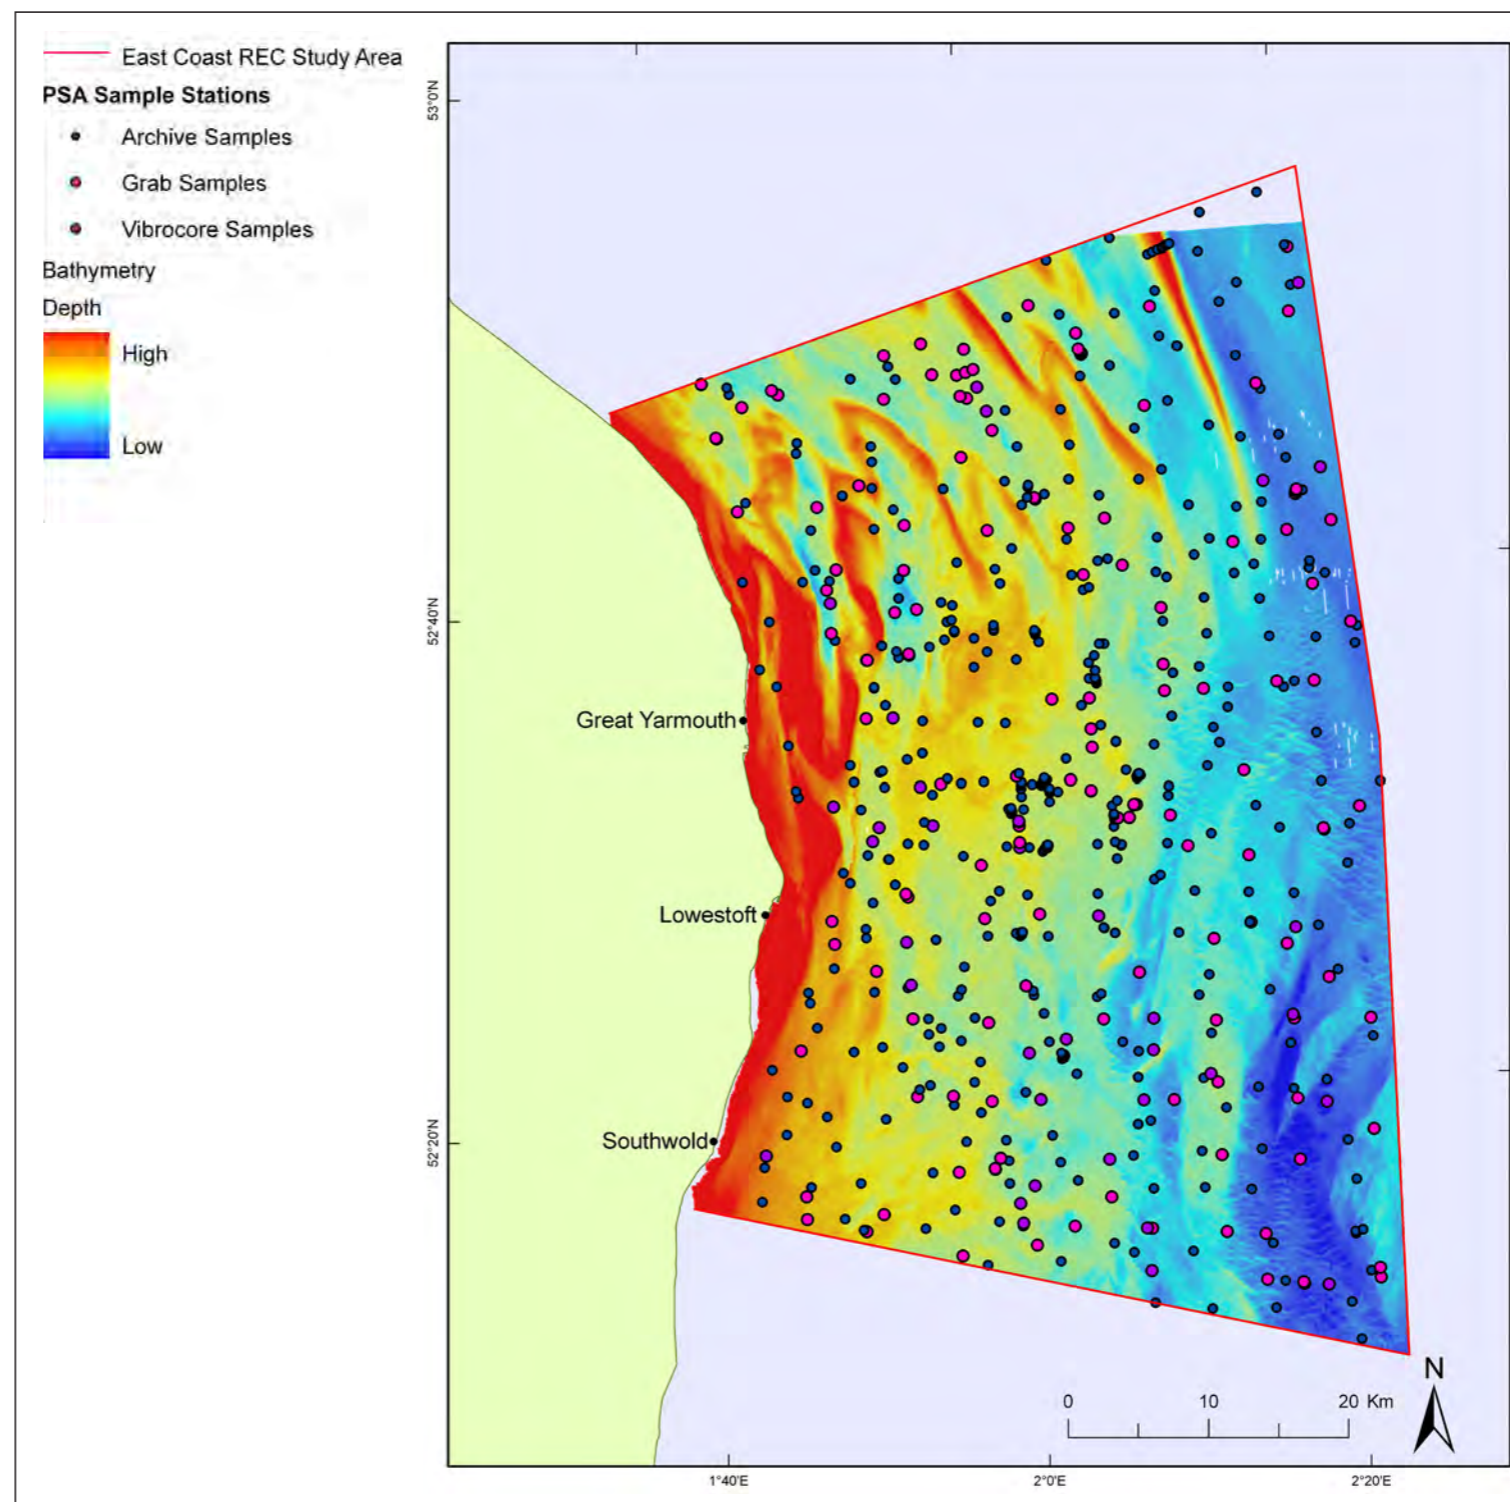 East Coast REC Study Area
PSA Sample Stations
Archive Samples
Grab Samples
Vibrocore Samples
Bathymetry
Depth
High
Low
53°0'N
52°40'N
52°20'N
Great Yarmouth
Lowestoft
Southwold
N
0 10 20 Km
1°40'E 2°0'E 2°20'E